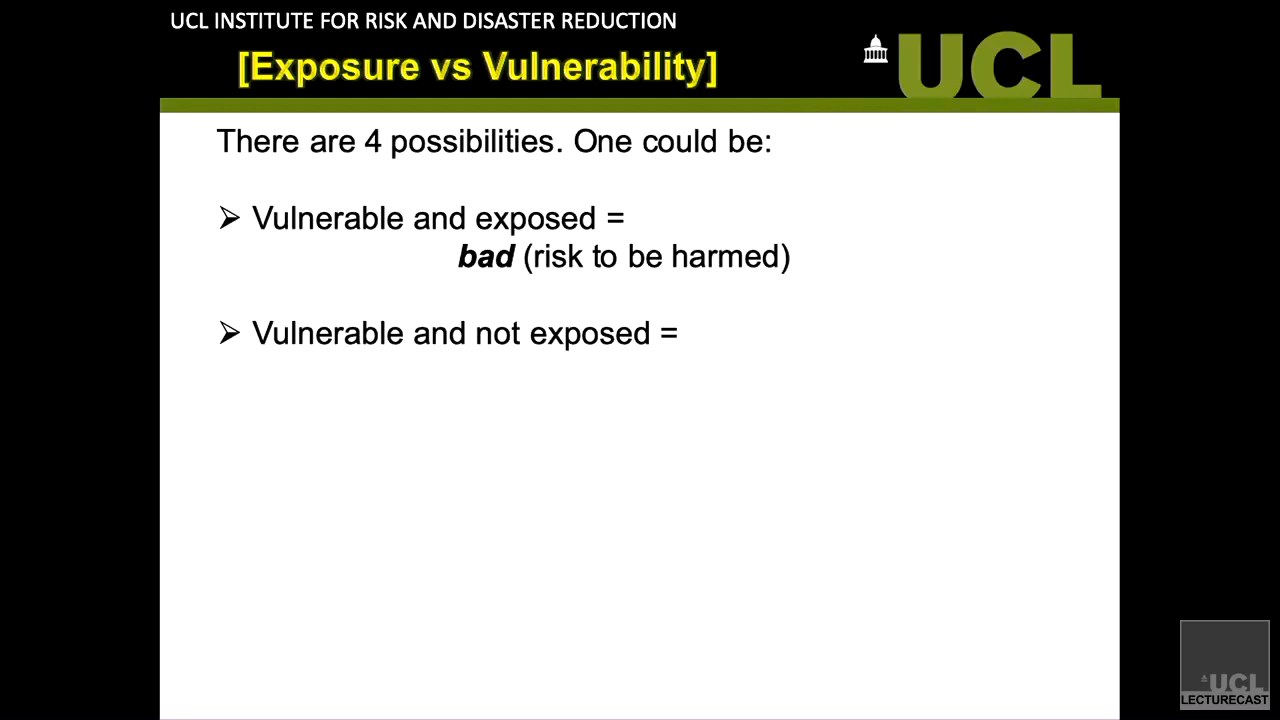 UCL INSTITUTE FOR RISK AND DISASTER REDUCTION
[Exposure vs Vulnerability]
UCL
There are 4 possibilities. One could be:
➢ Vulnerable and exposed =
bad (risk to be harmed)
➢ Vulnerable and not exposed =
UCL
LECTURECAST